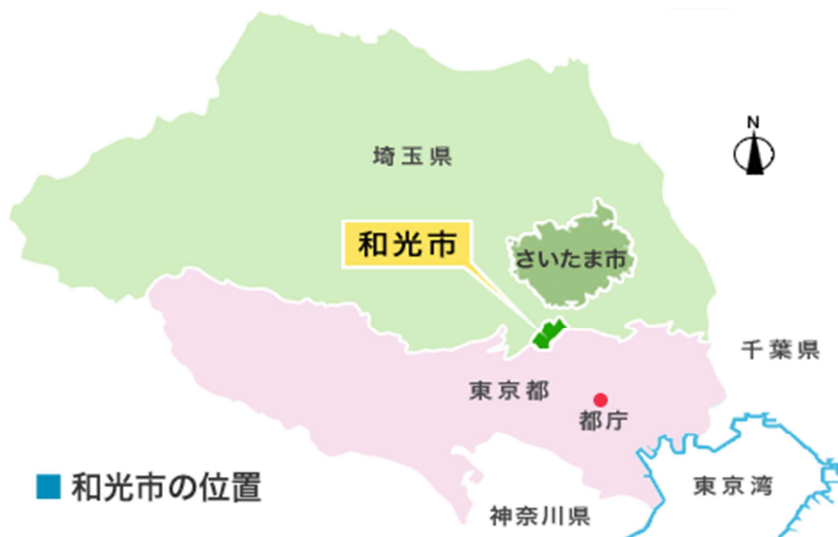 N
埼玉県
和光市
さいたま市
千葉県
東京都
都庁
東京湾
■ 和光市の位置
神奈川県